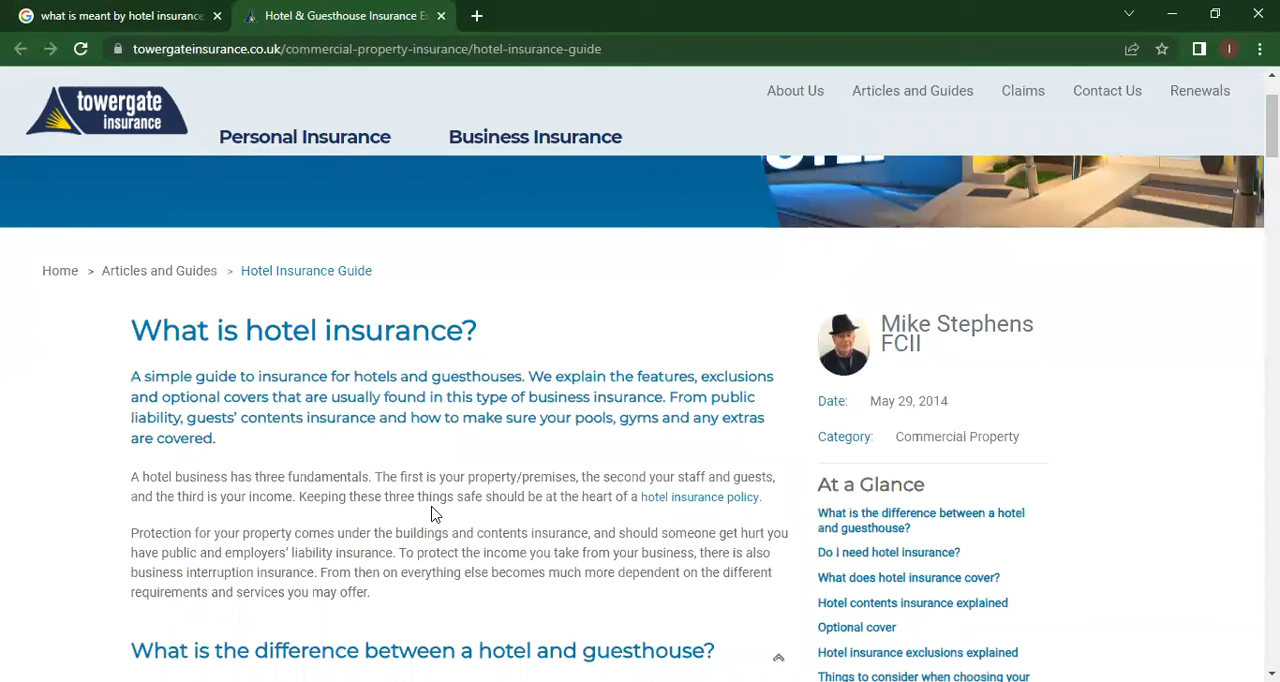 what is meant by hotel insuranc
Hotel & Guesthouse Insurance E
towergateinsurance.co.uk/commercial-property-insurance/hotel-insurance-guide
I
towergate
insurance
Personal Insurance
Business Insurance
About Us
Articles and Guides
Claims
Contact Us
Renewals
Home > Articles and Guides > Hotel Insurance Guide
What is hotel insurance?
A simple guide to insurance for hotels and guesthouses. We explain the features, exclusions
and optional covers that are usually found in this type of business insurance. From public
liability, guests' contents insurance and how to make sure your pools, gyms and any extras
are covered.
A hotel business has three fundamentals. The first is your property/premises, the second your staff and guests,
and the third is your income. Keeping these three things safe should be at the heart of a hotel insurance policy.
Protection for your property comes under the buildings and contents insurance, and should someone get hurt you
have public and employers' liability insurance. To protect the income you take from your business, there is also
business interruption insurance. From then on everything else becomes much more dependent on the different
requirements and services you may offer.
What is the difference between a hotel and guesthouse?
Mike Stephens
FCII
Date: May 29, 2014
Category: Commercial Property
At a Glance
What is the difference between a hotel
and guesthouse?
Do I need hotel insurance?
What does hotel insurance cover?
Hotel contents insurance explained
Optional cover
Hotel insurance exclusions explained
Things to consider when choosing your